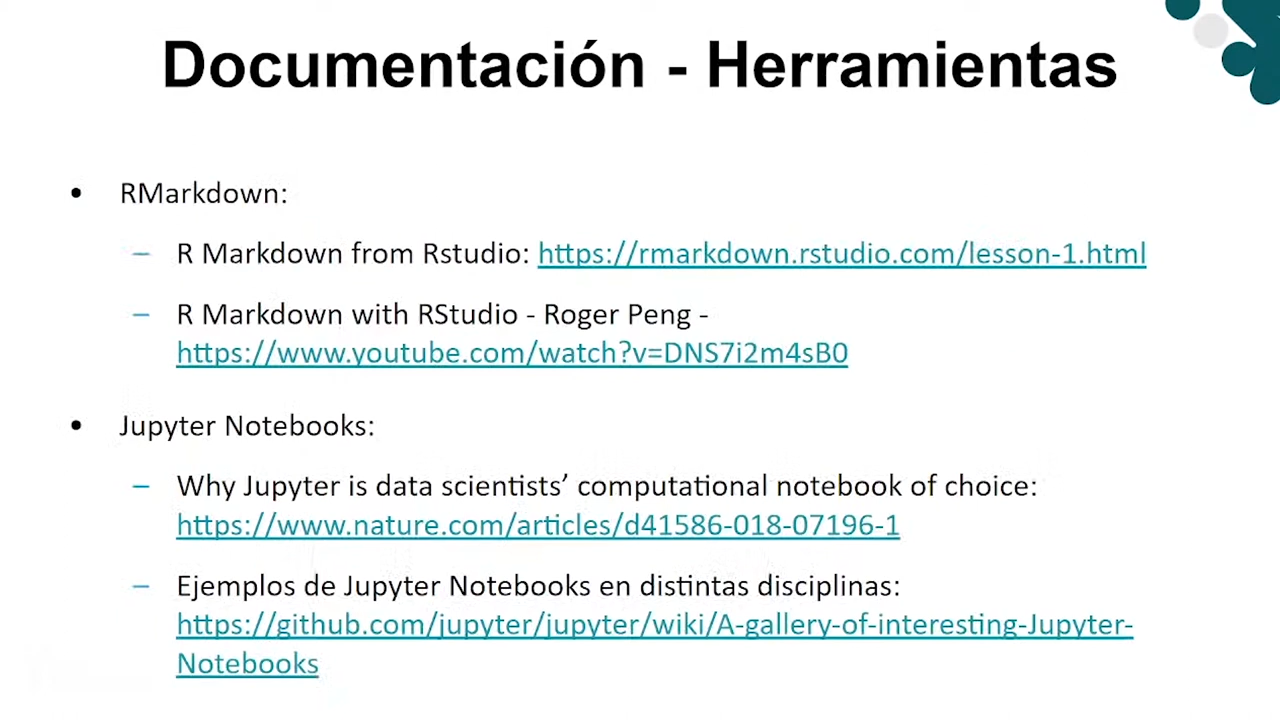 Documentación - Herramientas
• RMarkdown:
– R Markdown from Rstudio: https://rmarkdown.rstudio.com/lesson-1.html
– R Markdown with RStudio - Roger Peng -
https://www.youtube.com/watch?v=DNS7i2m4sB0
• Jupyter Notebooks:
– Why Jupyter is data scientists’ computational notebook of choice:
https://www.nature.com/articles/d41586-018-07196-1
– Ejemplos de Jupyter Notebooks en distintas disciplinas:
https://github.com/jupyter/jupyter/wiki/A-gallery-of-interesting-Jupyter-
Notebooks